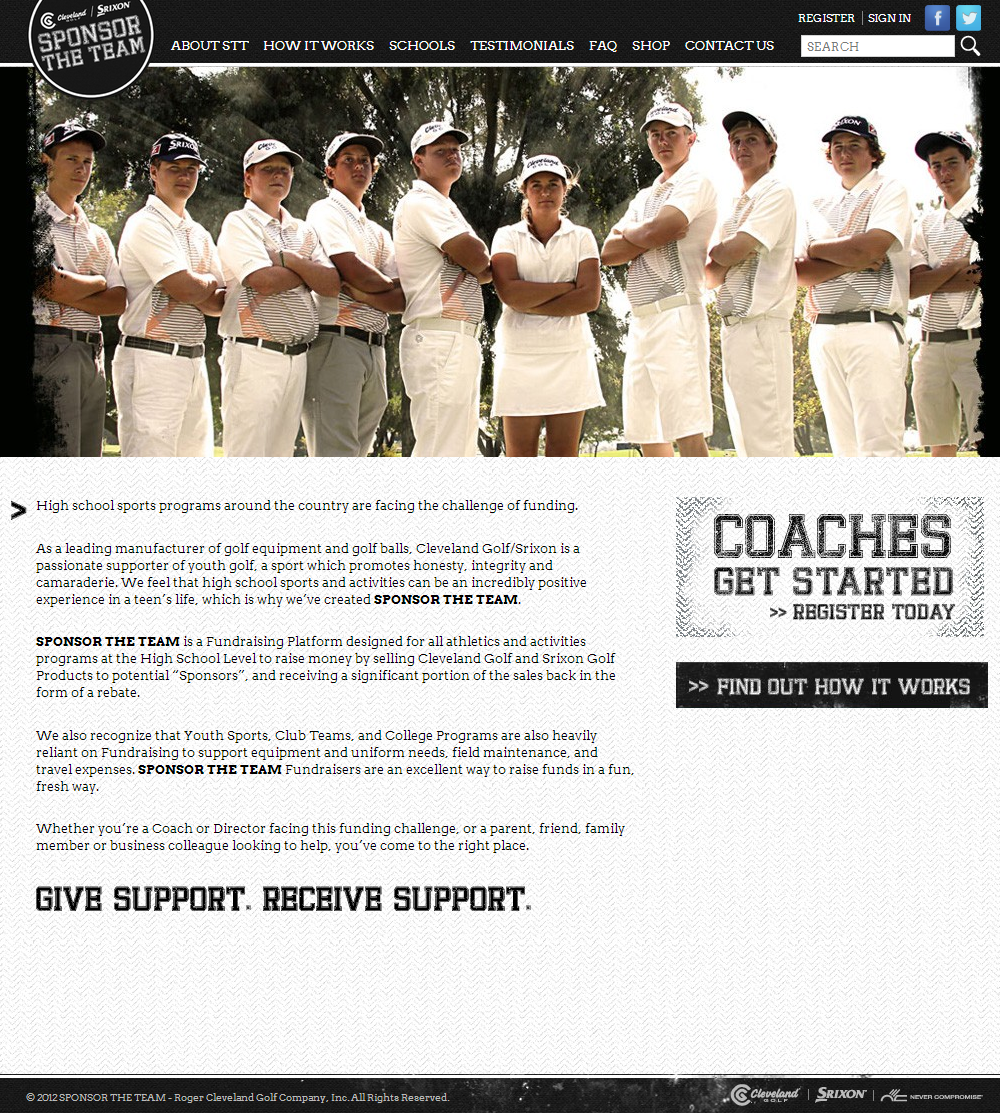 Cleveland GOLF | SRIXON
SPONSOR
THE TEAM
REGISTER | SIGN IN
ABOUT STT HOW IT WORKS SCHOOLS TESTIMONIALS FAQ SHOP CONTACT US
SEARCH
SRIXON
Cleveland
GOLF
Cleveland
SRIXON
High school sports programs around the country are facing the challenge of funding.
As a leading manufacturer of golf equipment and golf balls, Cleveland Golf/Srixon is a
passionate supporter of youth golf, a sport which promotes honesty, integrity and
camaraderie. We feel that high school sports and activities can be an incredibly positive
experience in a teen's life, which is why we've created SPONSOR THE TEAM.
SPONSOR THE TEAM is a Fundraising Platform designed for all athletics and activities
programs at the High School Level to raise money by selling Cleveland Golf and Srixon Golf
Products to potential “Sponsors”, and receiving a significant portion of the sales back in the
form of a rebate.
We also recognize that Youth Sports, Club Teams, and College Programs are also heavily
reliant on Fundraising to support equipment and uniform needs, field maintenance, and
travel expenses. SPONSOR THE TEAM Fundraisers are an excellent way to raise funds in a fun,
fresh way.
Whether you're a Coach or Director facing this funding challenge, or a parent, friend, family
member or business colleague looking to help, you've come to the right place.
GIVE SUPPORT. RECEIVE SUPPORT.
COACHES
GET STARTED
>> REGISTER TODAY
>> FIND OUT HOW IT WORKS
© 2012 SPONSOR THE TEAM - Roger Cleveland Golf Company, Inc. All Rights Reserved.
Cleveland GOLF | SRIXON | NEVER COMPROMISE